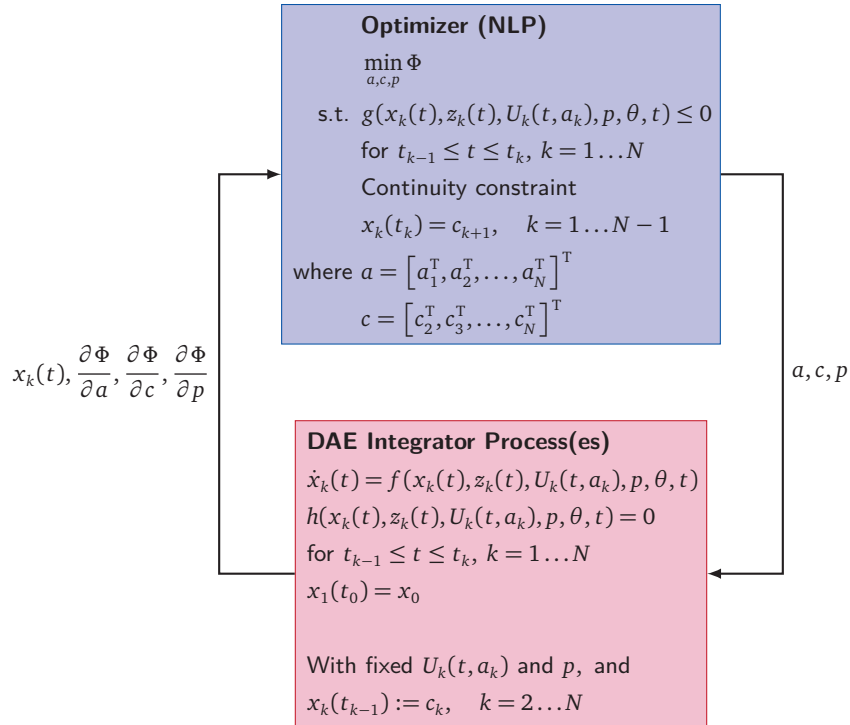 Optimizer (NLP)
min Φ
a,c,p
s.t. g(x_k(t), z_k(t), U_k(t, a_k), p, θ, t) ≤ 0
for t_{k−1} ≤ t ≤ t_k, k = 1...N
Continuity constraint
x_k(t_k) = c_{k+1}, k = 1...N − 1
where a = [a_1^T, a_2^T, ..., a_N^T]^T
c = [c_2^T, c_3^T, ..., c_N^T]^T
x_k(t), ∂Φ/∂a, ∂Φ/∂c, ∂Φ/∂p
a, c, p
DAE Integrator Process(es)
ẋ_k(t) = f(x_k(t), z_k(t), U_k(t, a_k), p, θ, t)
h(x_k(t), z_k(t), U_k(t, a_k), p, θ, t) = 0
for t_{k−1} ≤ t ≤ t_k, k = 1...N
x_1(t_0) = x_0
With fixed U_k(t, a_k) and p, and
x_k(t_{k−1}) := c_k, k = 2...N